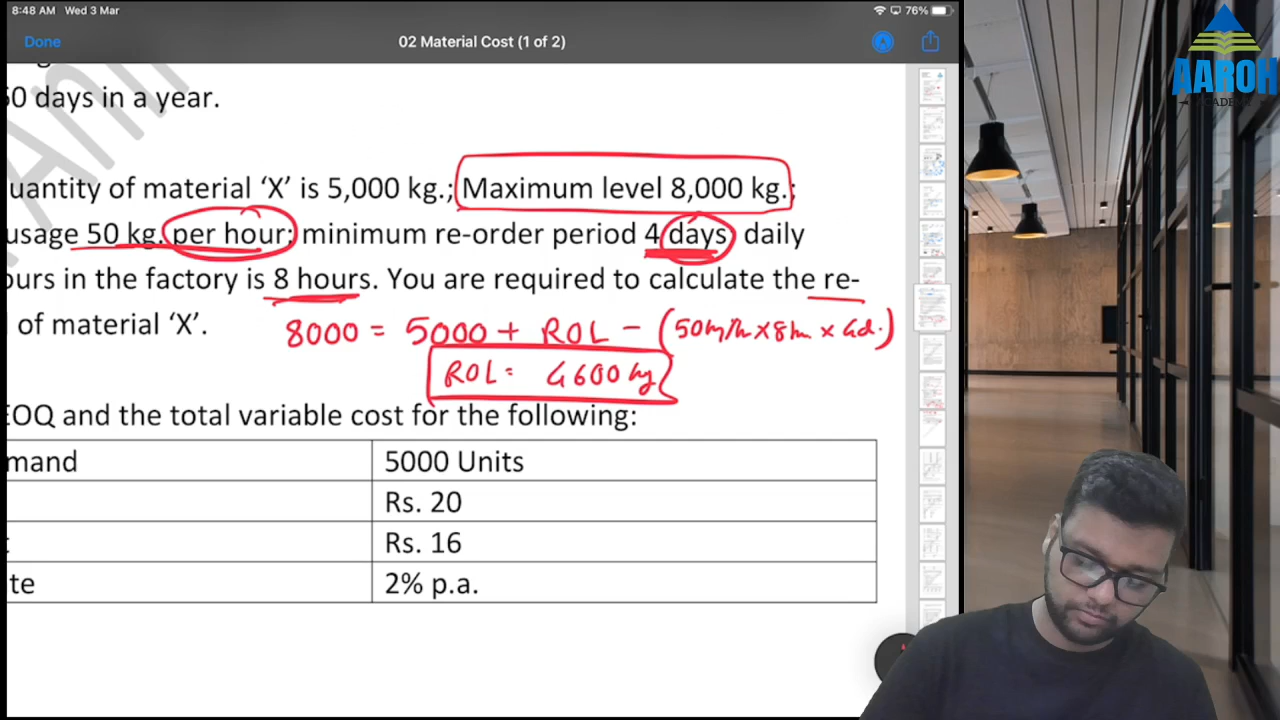 8:48 AM Wed 3 Mar
76%
Done
02 Material Cost (1 of 2)
AAROH
60 days in a year.
uantity of material ‘X’ is 5,000 kg.; Maximum level 8,000 kg.;
usage 50 kg. per hour; minimum re-order period 4 days; daily
ours in the factory is 8 hours. You are required to calculate the re-
of material ‘X’.
8000 = 5000 + ROL - (50kg/hr x 8hr x 4d.)
ROL = 4600 kg
EOQ and the total variable cost for the following:
mand 5000 Units
Rs. 20
Rs. 16
te 2% p.a.